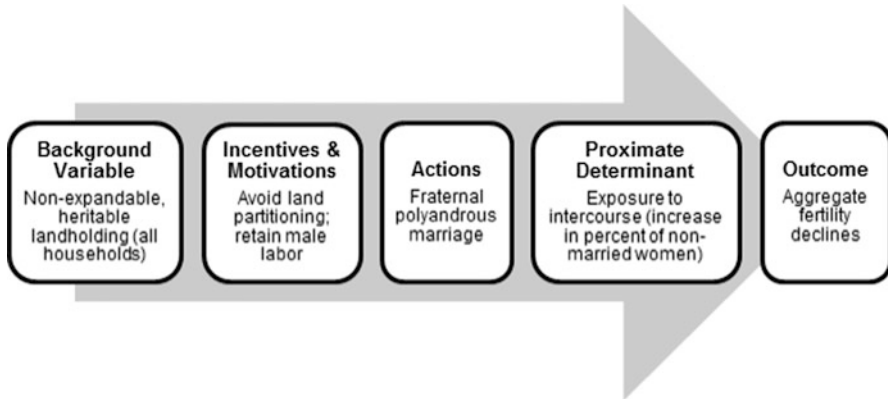 Background
Variable
Non-expandable,
heritable
landholding (all
households)
Incentives &
Motivations
Avoid land
partitioning;
retain male
labor
Actions
Fraternal
polyandrous
marriage
Proximate
Determinant
Exposure to
intercourse (increase
in percent of non-
married women)
Outcome
Aggregate
fertility
declines